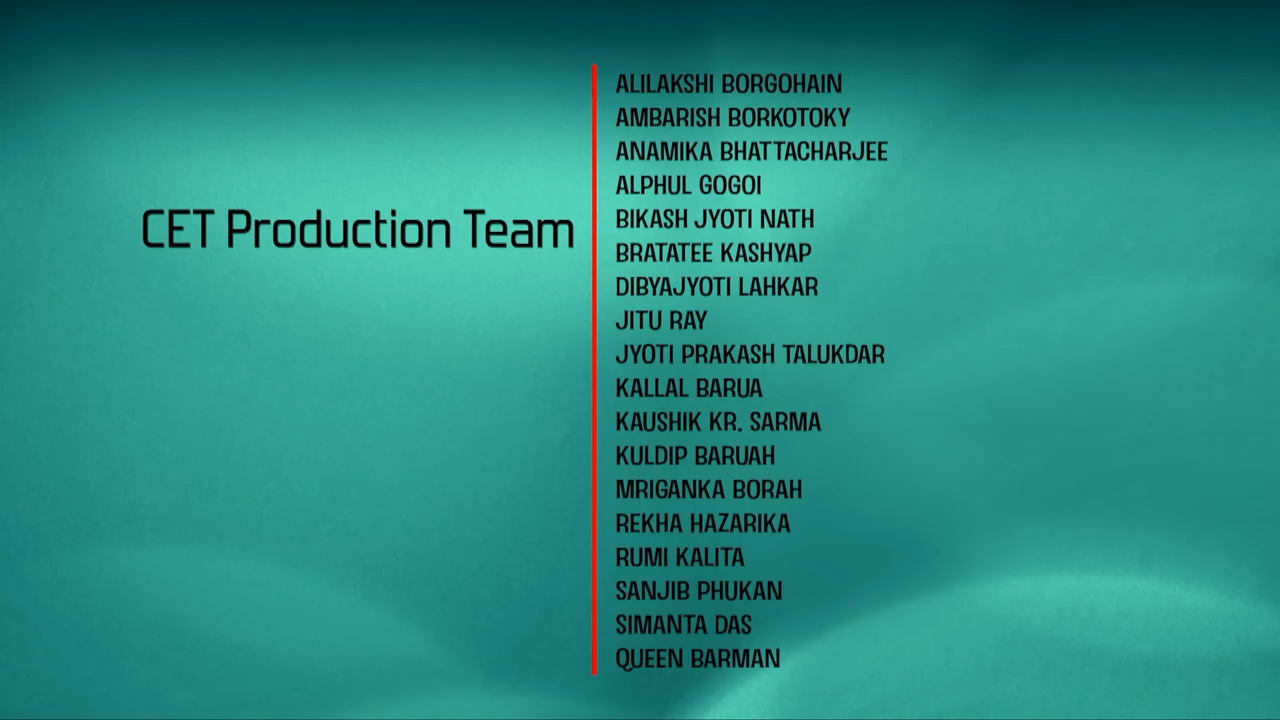 CET Production Team
ALILAKSHI BORGOHAIN
AMBARISH BORKOTOKY
ANAMIKA BHATTACHARJEE
ALPHUL GOGOI
BIKASH JYOTI NATH
BRATATEE KASHYAP
DIBYAJYOTI LAHKAR
JITU RAY
JYOTI PRAKASH TALUKDAR
KALLAL BARUA
KAUSHIK KR. SARMA
KULDIP BARUAH
MRIGANKA BORAH
REKHA HAZARIKA
RUMI KALITA
SANJIB PHUKAN
SIMANTA DAS
QUEEN BARMAN